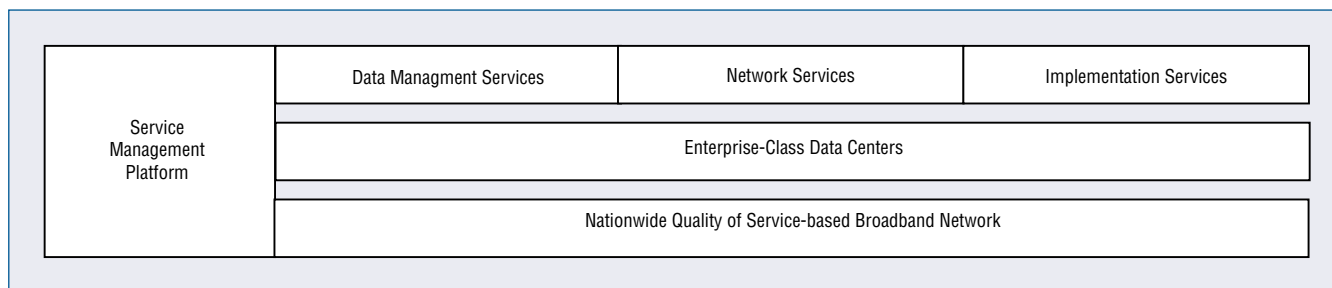 Service
Management
Platform
Data Managment Services
Network Services
Implementation Services
Enterprise-Class Data Centers
Nationwide Quality of Service-based Broadband Network